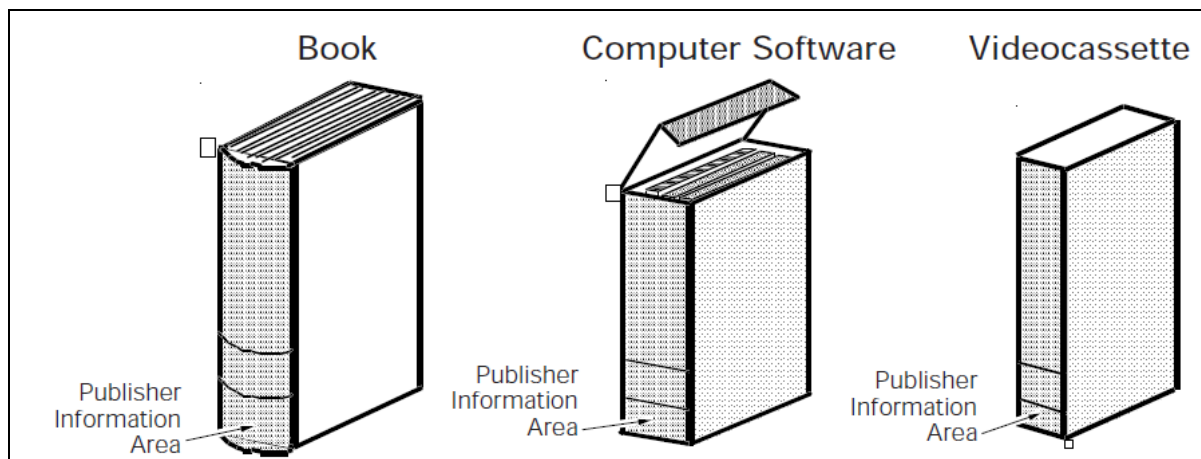 Book
Computer Software
Videocassette
Publisher
Information
Area
Publisher
Information
Area
Publisher
Information
Area